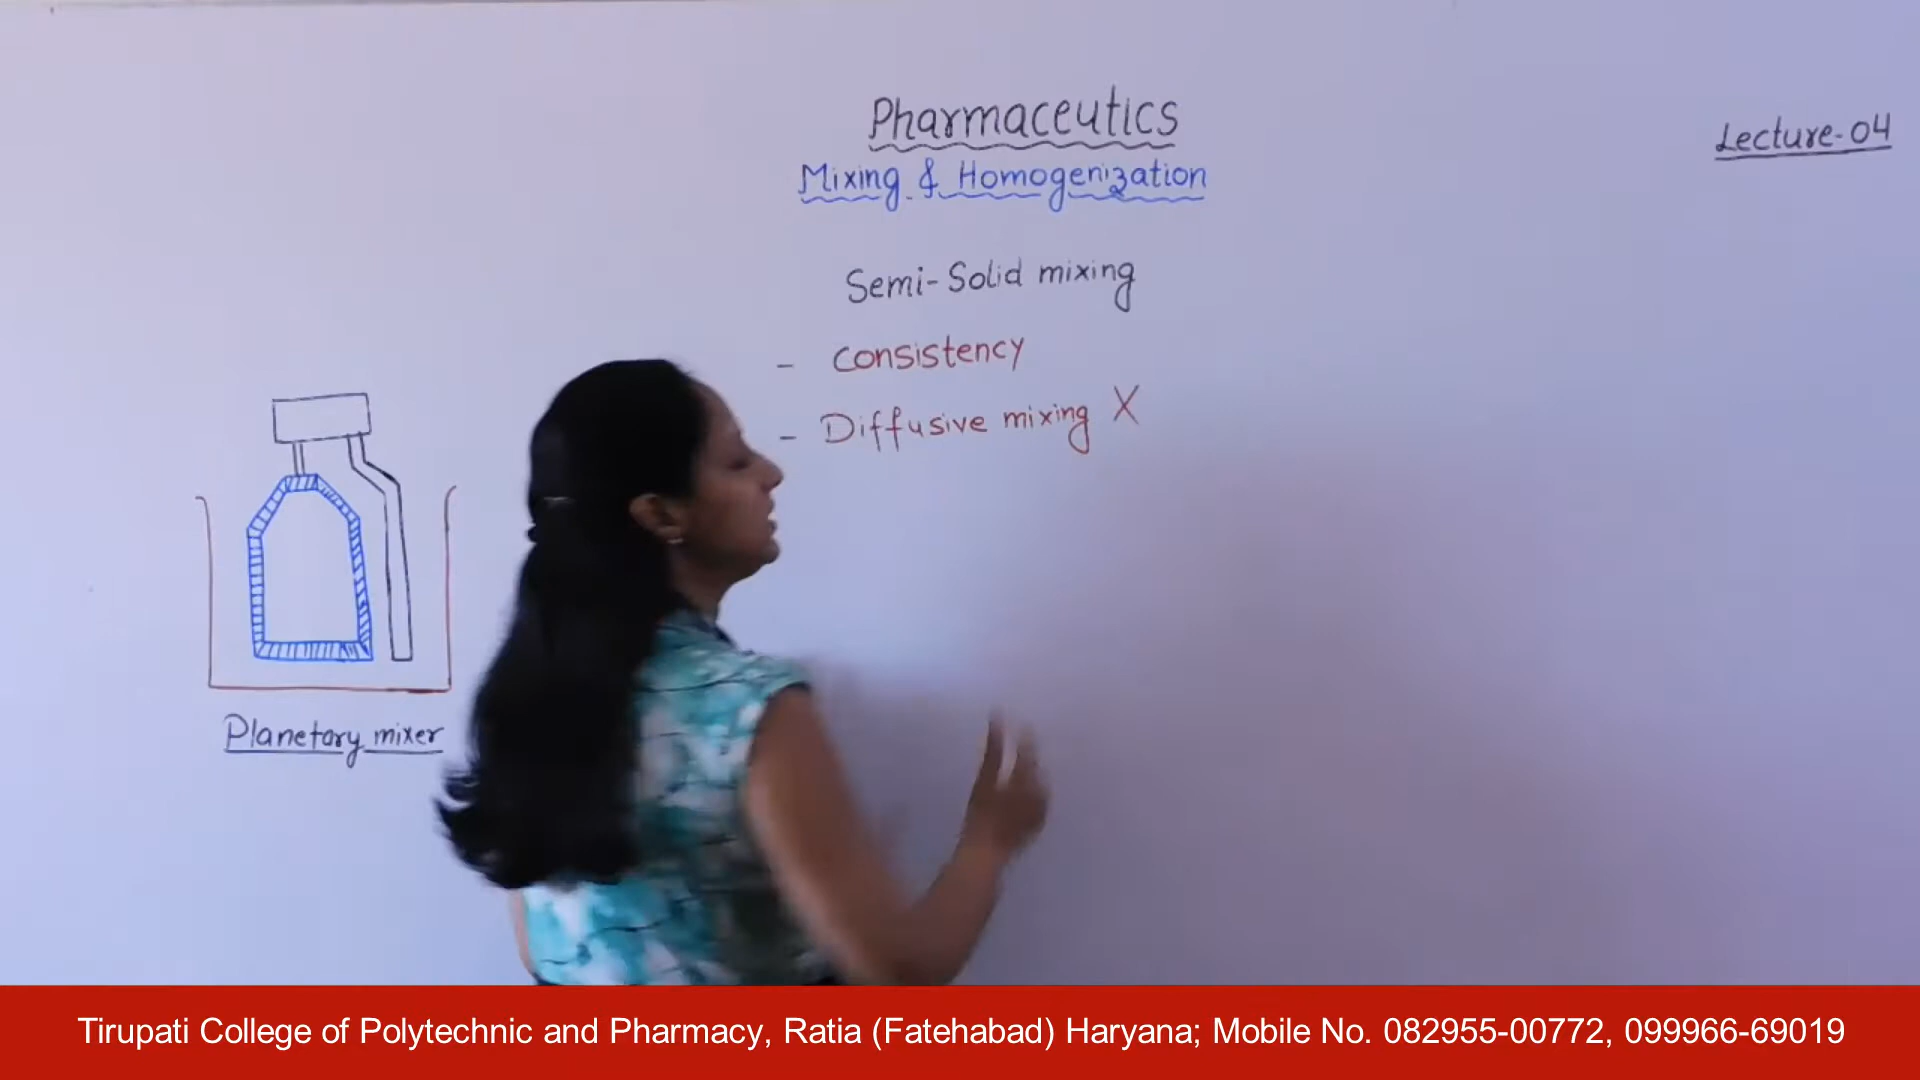 Pharmaceutics
Lecture-04
Mixing & Homogenization
Semi-Solid mixing
- Consistency
- Diffusive mixing X
Planetory mixer
Tirupati College of Polytechnic and Pharmacy, Ratia (Fatehabad) Haryana; Mobile No. 082955-00772, 099966-69019